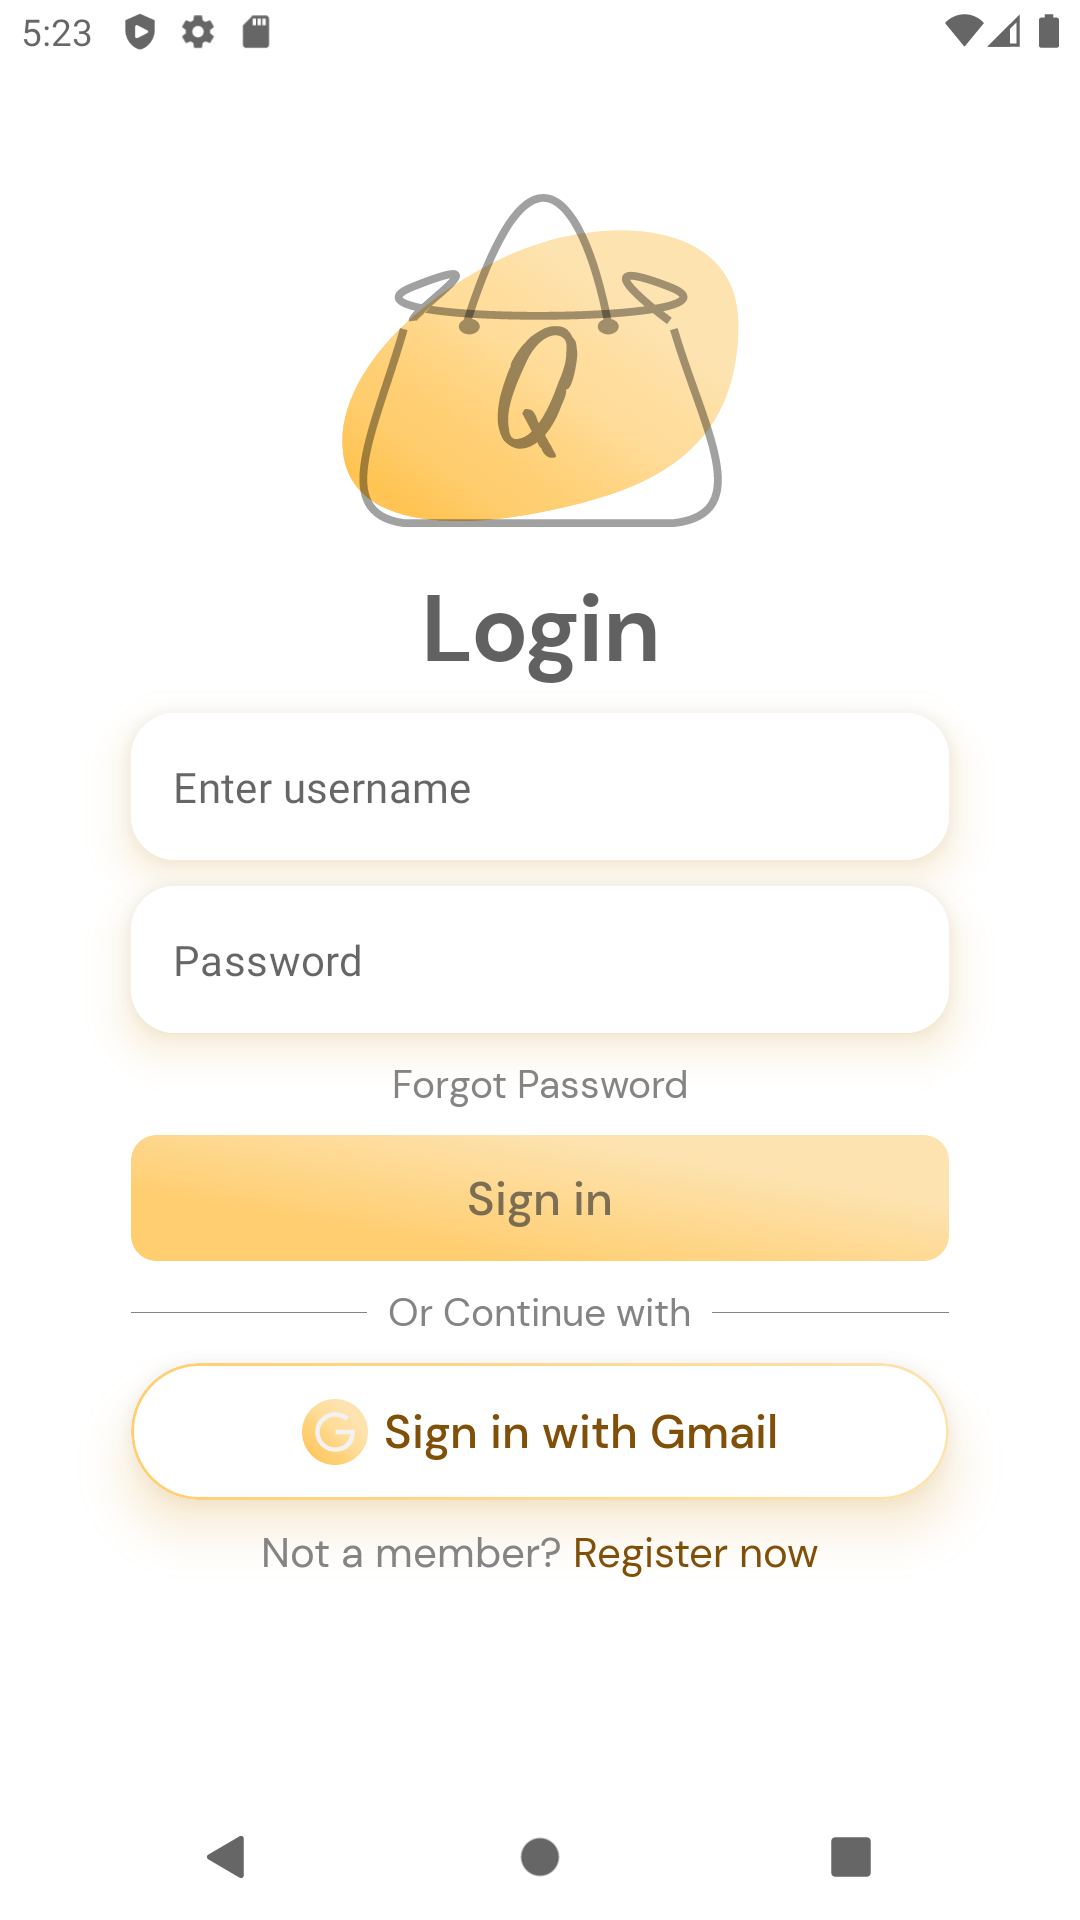 5:23
Q
Login
Enter username
Password
Forgot Password
Sign in
Or Continue with
G Sign in with Gmail
Not a member? Register now